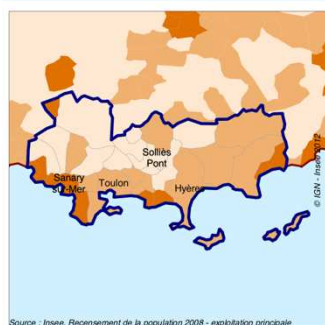 Solliès
Pont
Sanary
sur-Mer
Toulon
Hyères
© IGN - Insee 2012
Source : Insee, Recensement de la population 2008 - exploitation principale